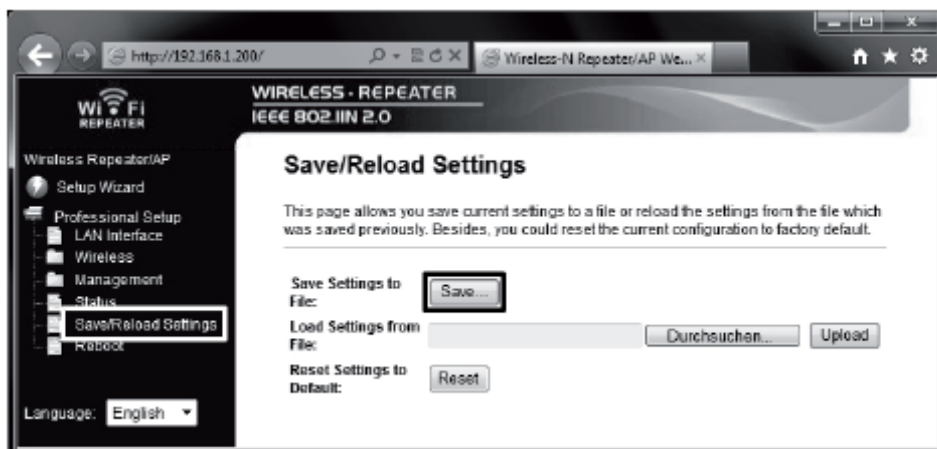 http://192.168.1.200/
Wireless-N Repeater/AP We...
Wi Fi
REPEATER
WIRELESS - REPEATER
IEEE 802.11N 2.0
Wireless Repeater/AP
Setup Wizard
Professional Setup
LAN Interface
Wireless
Management
Status
Save/Reload Settings
Reboot
Language: English
Save/Reload Settings
This page allows you save current settings to a file or reload the settings from the file which
was saved previously. Besides, you could reset the current configuration to factory default.
Save Settings to
File:
Save...
Load Settings from
File:
Durchsuchen...
Upload
Reset Settings to
Default:
Reset